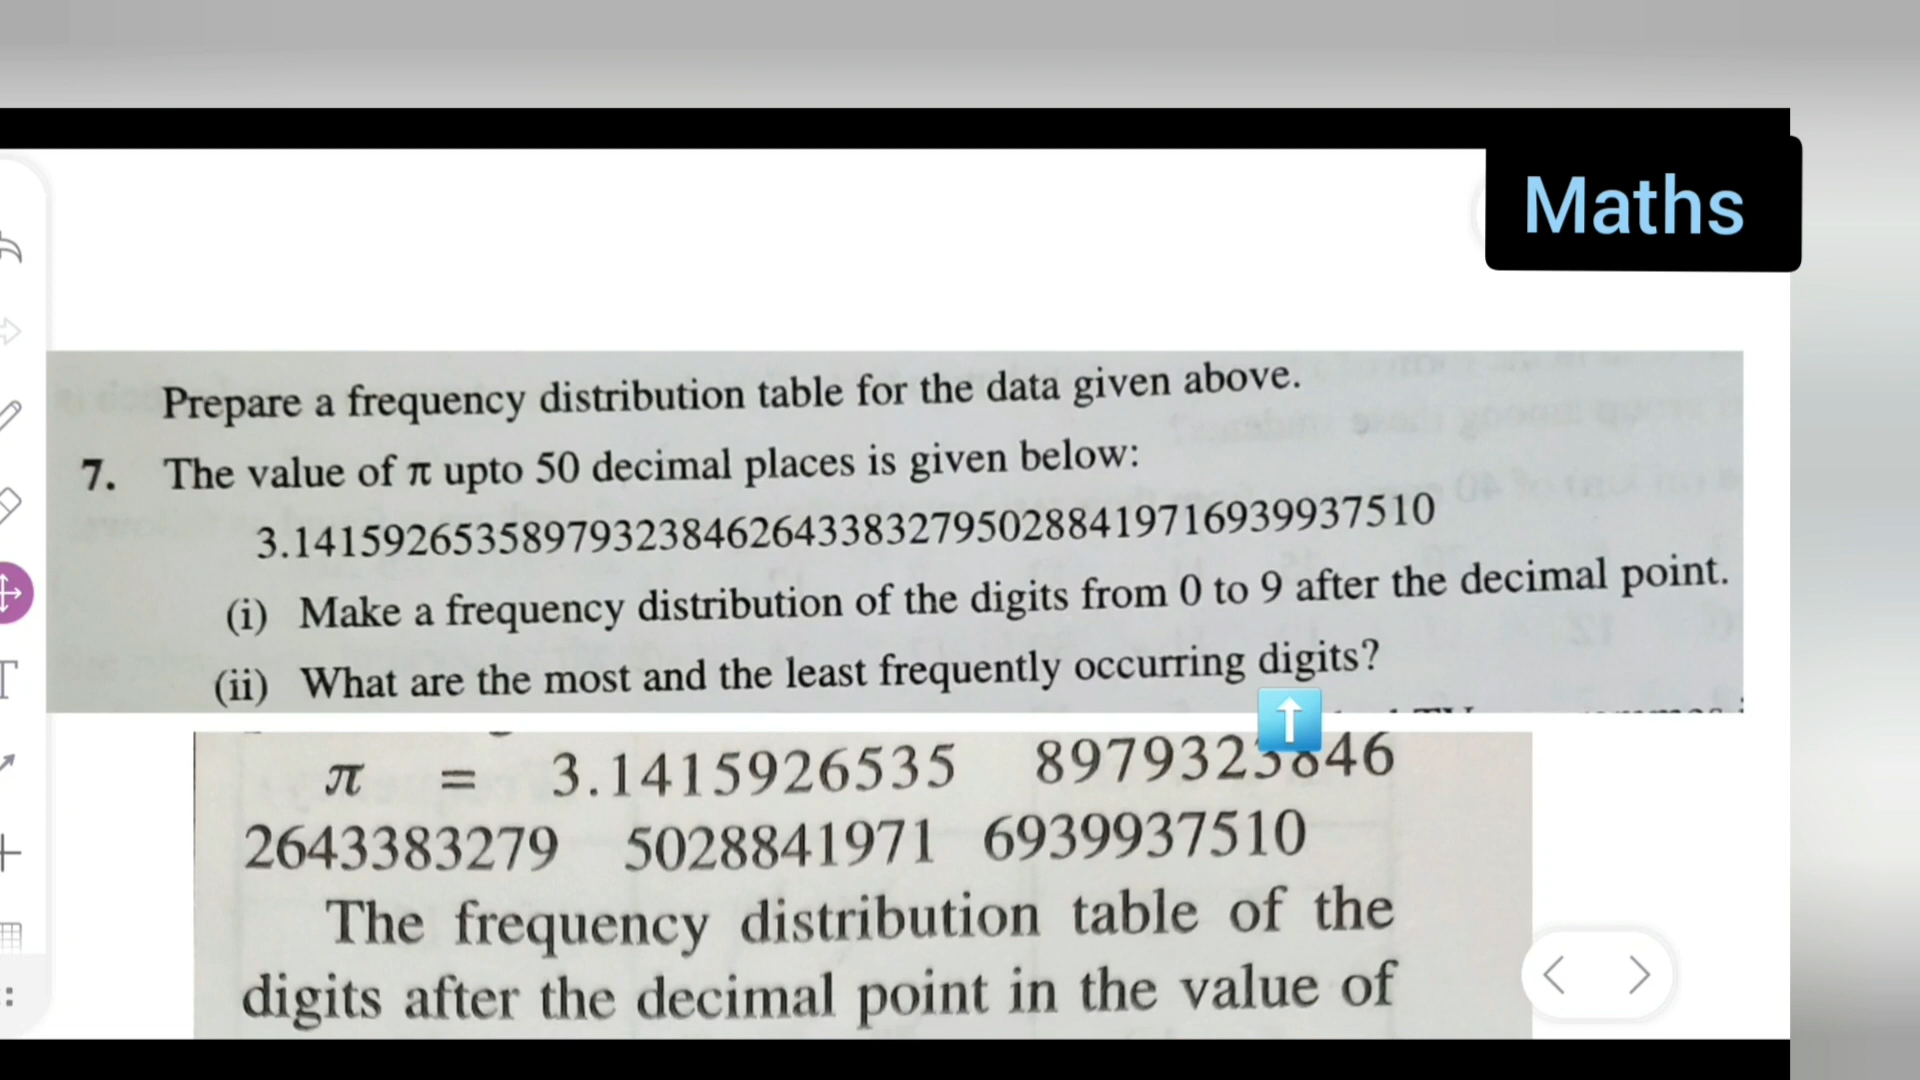 Maths
Prepare a frequency distribution table for the data given above.
7. The value of π upto 50 decimal places is given below:
3.14159265358979323846264338327950288419716939937510
(i) Make a frequency distribution of the digits from 0 to 9 after the decimal point.
(ii) What are the most and the least frequently occurring digits?
π = 3.1415926535 8979323846
2643383279 5028841971 6939937510
The frequency distribution table of the
digits after the decimal point in the value of